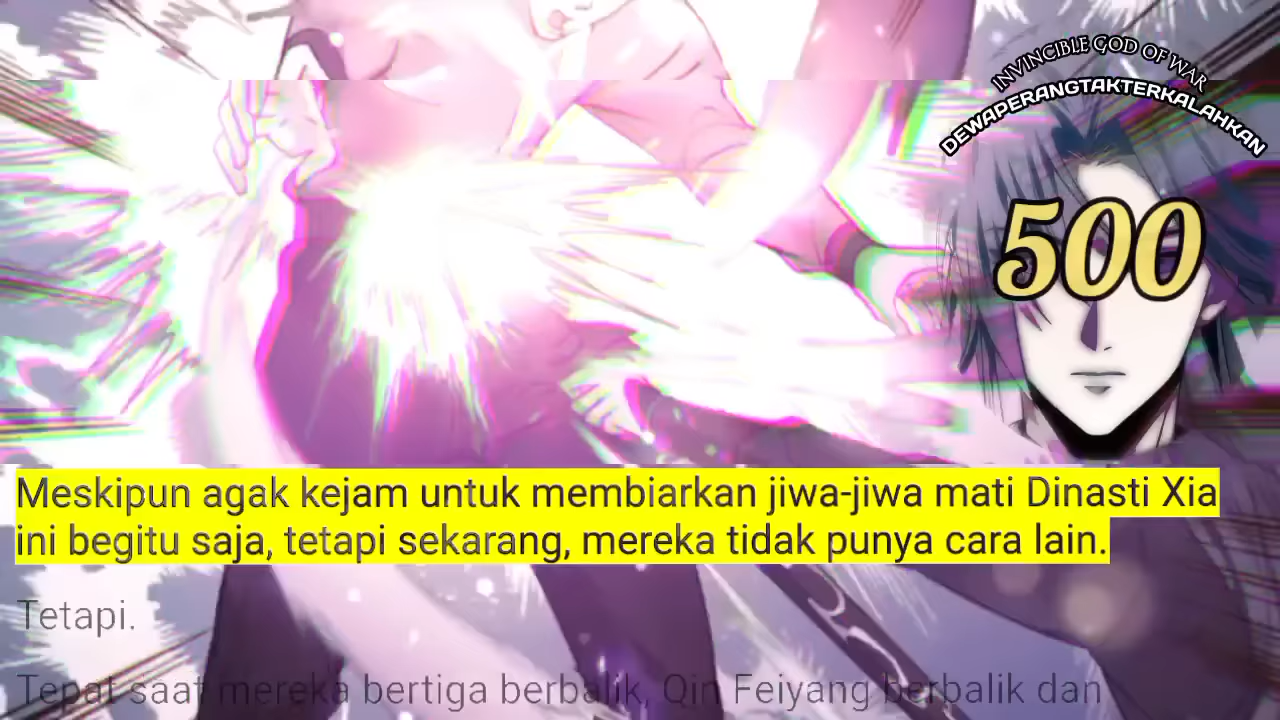 INVINCIBLE GOD OF WAR
DEWAPERANGTAKTERKALAHKAN
500
Meskipun agak kejam untuk membiarkan jiwa-jiwa mati Dinasti Xia
ini begitu saja, tetapi sekarang, mereka tidak punya cara lain.
Tetapi.
Tepat saat mereka bertiga berbalik, Qin Feiyang berbalik dan